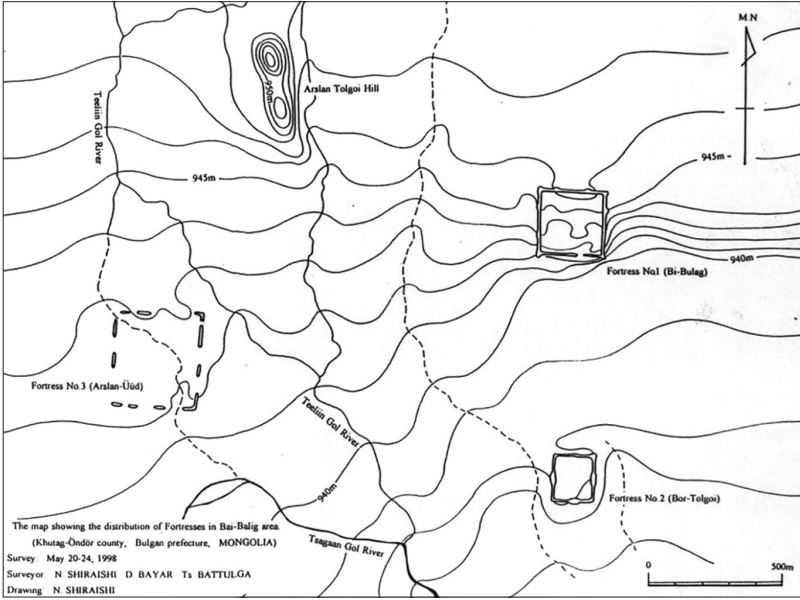 M.N
Arslan Tolgoi Hill
950m
Teeliin Gol River
945m
945m
940m
Fortress No.1 (Bi-Bulag)
Fortress No.3 (Arslan-Üüd)
Teeliin Gol River
940m
Fortress No.2 (Bor-Tolgoi)
Tsagaan Gol River
The map showing the distribution of Fortresses in Bai-Balig area.
(Khutag-Öndör county, Bulgan prefecture, MONGOLIA)
Survey: May 20-24, 1998
Surveyor N SHIRAISHI D. BAYAR Ts BATTULGA
Drawing N. SHIRAISHI
0 500m